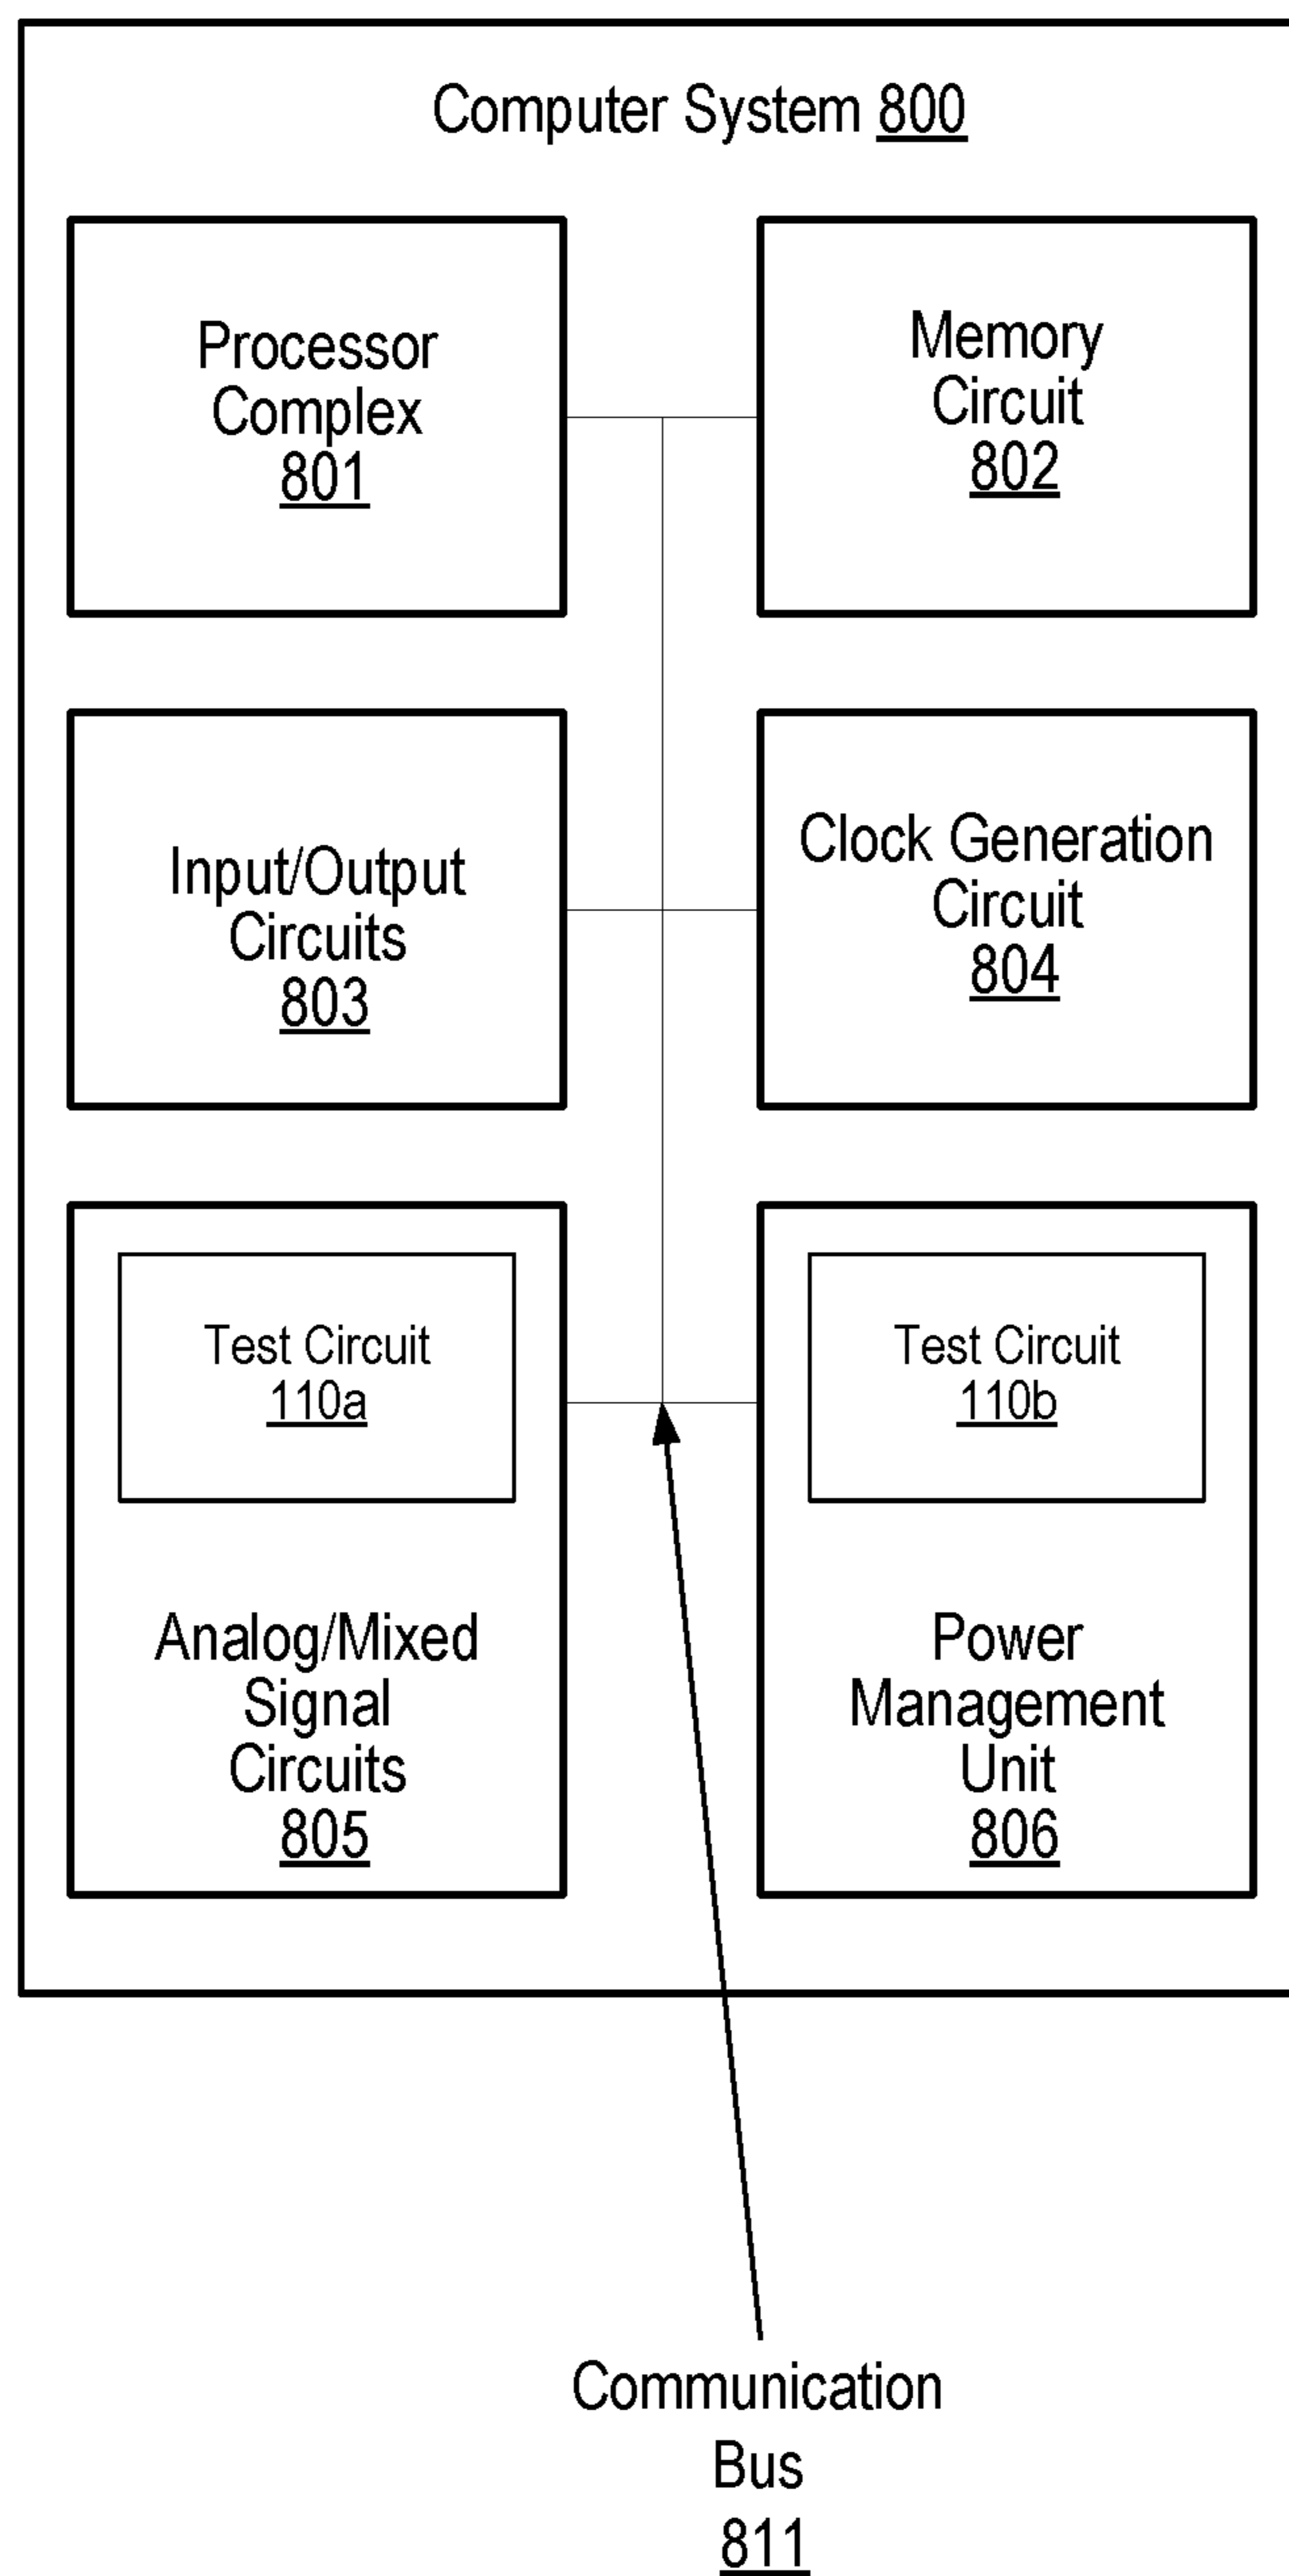 Computer System 800
Processor
Complex
801
Memory
Circuit
802
Input/Output
Circuits
803
Clock Generation
Circuit
804
Test Circuit
110a
Analog/Mixed
Signal
Circuits
805
Test Circuit
110b
Power
Management
Unit
806
Communication
Bus
811